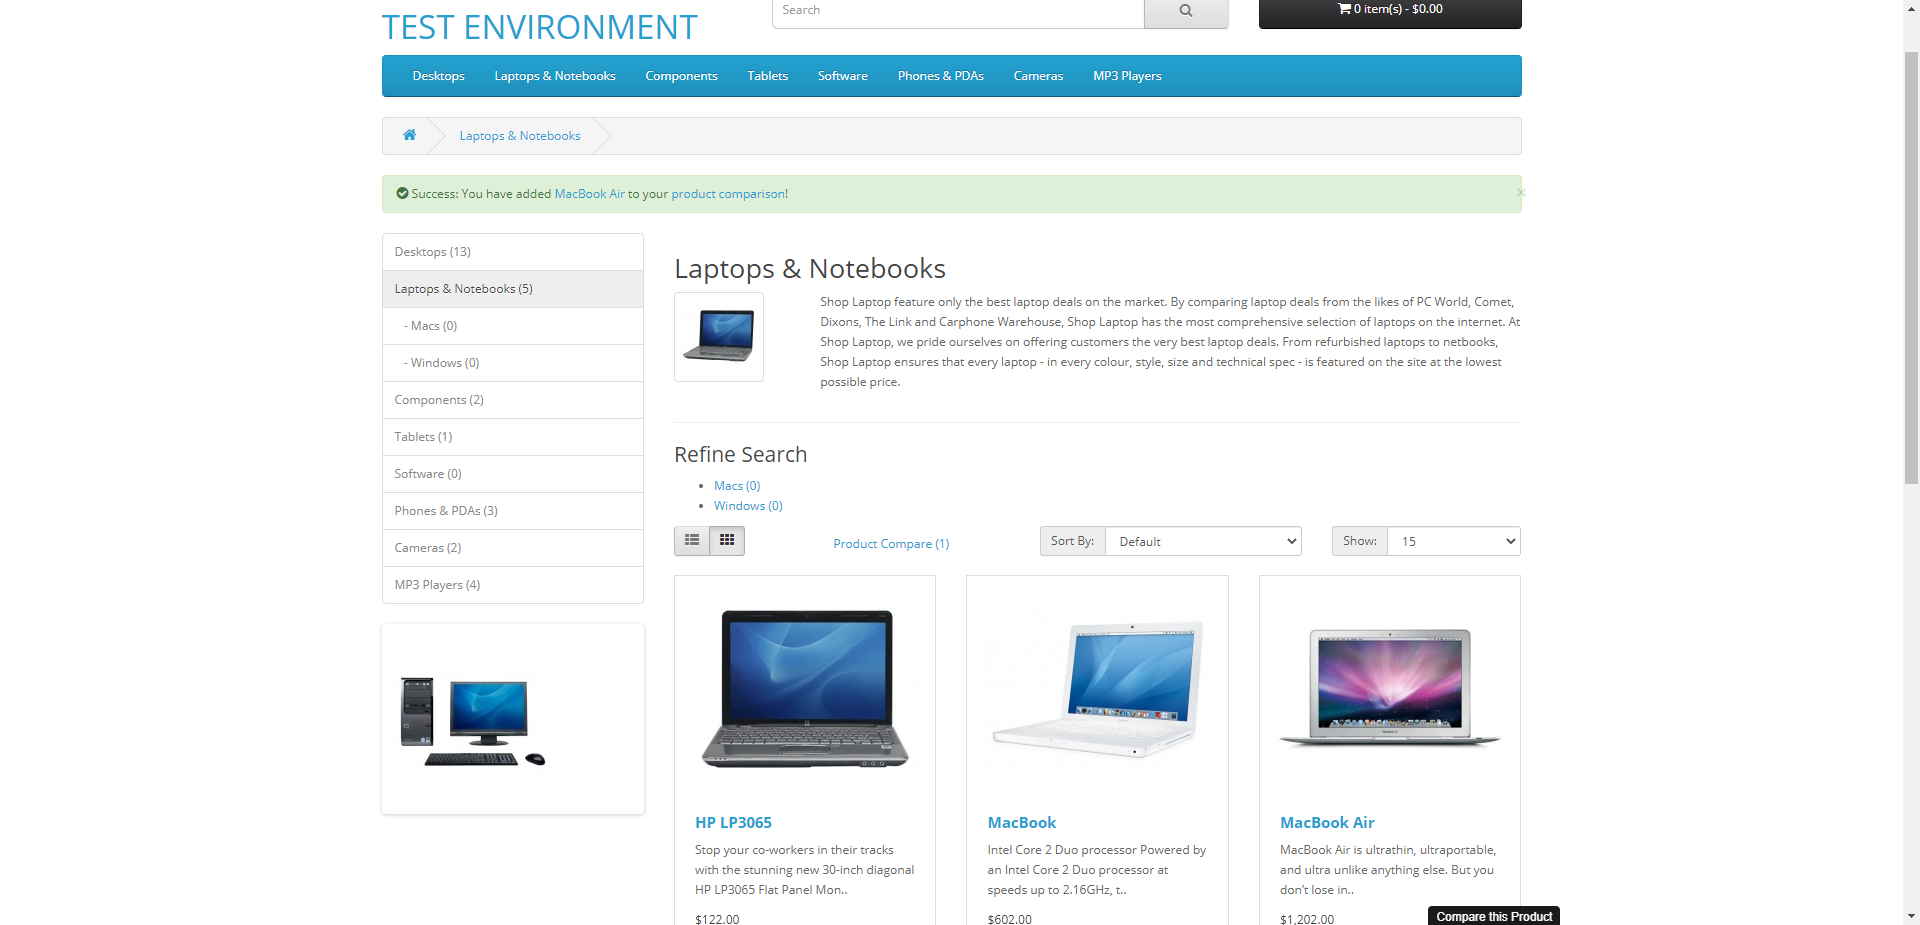 TEST ENVIRONMENT
Search
0 item(s) - $0.00
Desktops
Laptops & Notebooks
Components
Tablets
Software
Phones & PDAs
Cameras
MP3 Players
Laptops & Notebooks
Success: You have added MacBook Air to your product comparison!
×
Desktops (13)
Laptops & Notebooks (5)
- Macs (0)
- Windows (0)
Components (2)
Tablets (1)
Software (0)
Phones & PDAs (3)
Cameras (2)
MP3 Players (4)
Laptops & Notebooks
Shop Laptop feature only the best laptop deals on the market. By comparing laptop deals from the likes of PC World, Comet,
Dixons, The Link and Carphone Warehouse, Shop Laptop has the most comprehensive selection of laptops on the internet. At
Shop Laptop, we pride ourselves on offering customers the very best laptop deals. From refurbished laptops to netbooks,
Shop Laptop ensures that every laptop - in every colour, style, size and technical spec - is featured on the site at the lowest
possible price.
Refine Search
Macs (0)
Windows (0)
Product Compare (1)
Sort By:
Default
Show:
15
HP LP3065
Stop your co-workers in their tracks
with the stunning new 30-inch diagonal
HP LP3065 Flat Panel Mon..
$122.00
MacBook
Intel Core 2 Duo processor Powered by
an Intel Core 2 Duo processor at
speeds up to 2.16GHz, t..
$602.00
MacBook Air
MacBook Air is ultrathin, ultraportable,
and ultra unlike anything else. But you
don’t lose in..
$1,202.00
Compare this Product